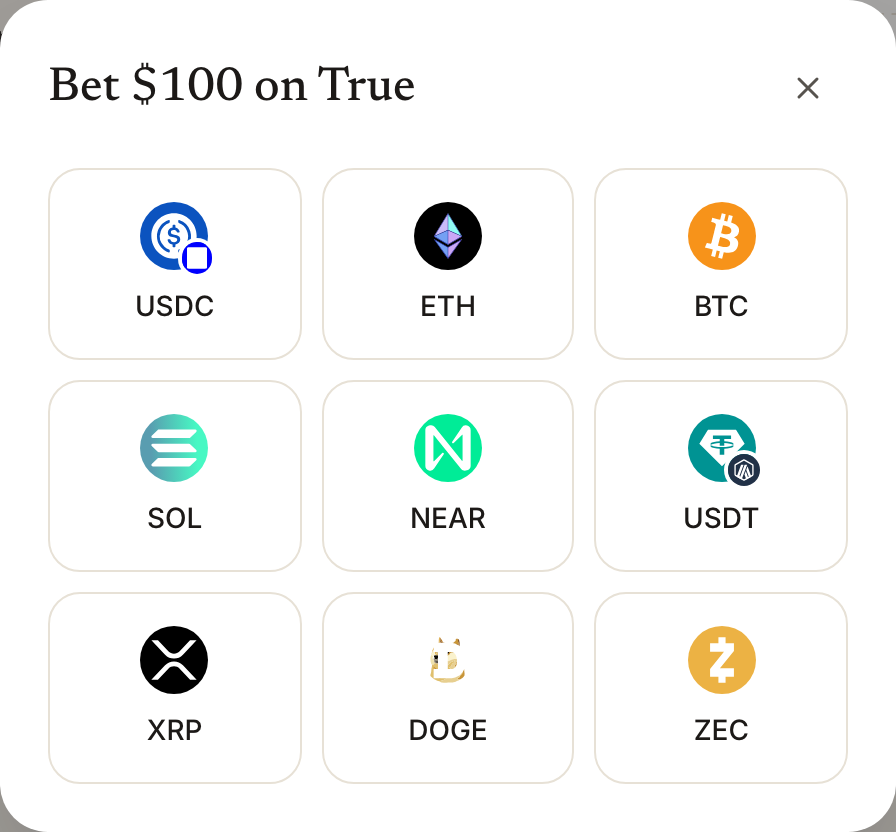 Bet $100 on True
USDC
ETH
BTC
SOL
NEAR
USDT
XRP
DOGE
ZEC